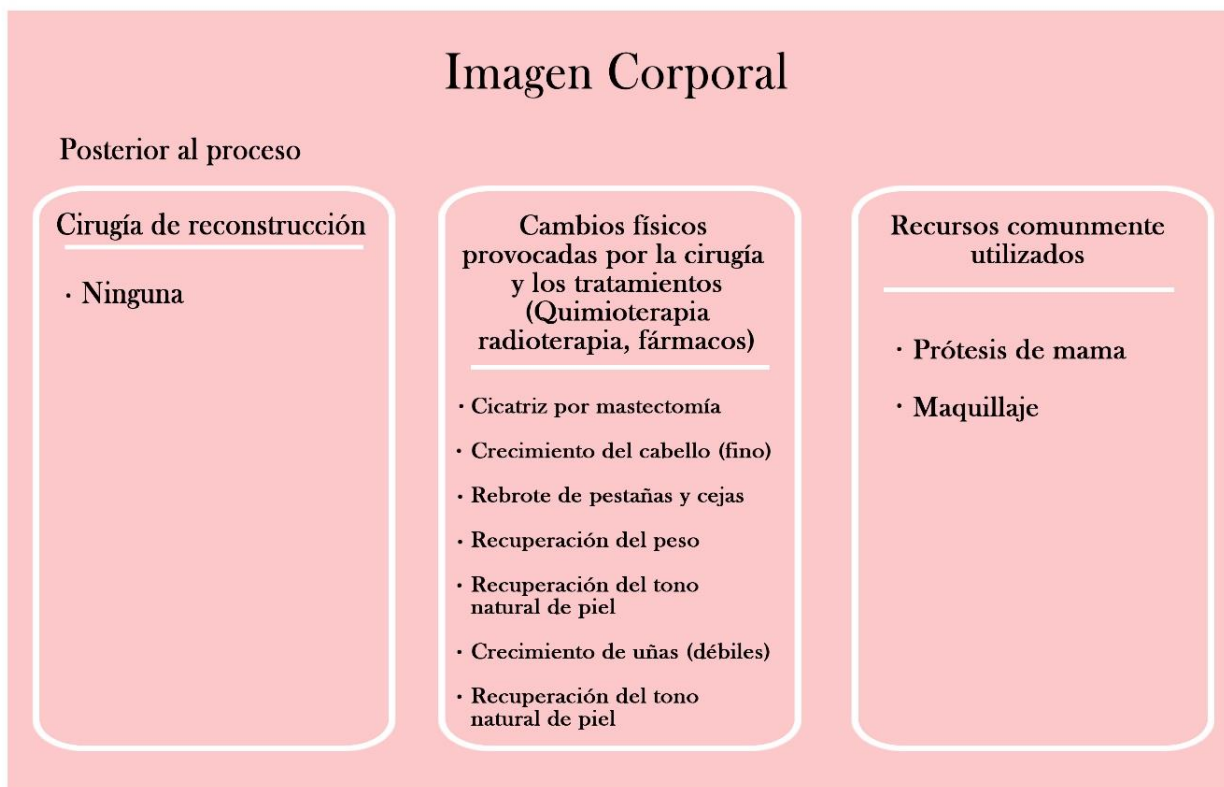 Imagen Corporal
Posterior al proceso
Cirugía de reconstrucción
· Ninguna
Cambios físicos
provocadas por la cirugía
y los tratamientos
(Quimioterapia
radioterapia, fármacos)
· Cicatriz por mastectomía
· Crecimiento del cabello (fino)
· Rebrote de pestañas y cejas
· Recuperación del peso
· Recuperación del tono
natural de piel
· Crecimiento de uñas (débiles)
· Recuperación del tono
natural de piel
Recursos comunmente
utilizados
· Prótesis de mama
· Maquillaje